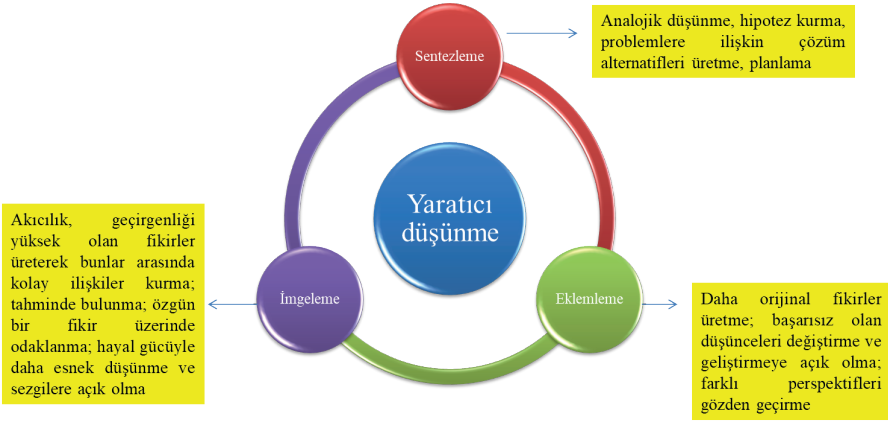 Sentezleme
Analojik düşünme, hipotez kurma,
problemlere ilişkin çözüm
alternatifleri üretme, planlama
Yaratıcı
düşünme
Akıcılık, geçirgenliği
yüksek olan fikirler
üreterek bunlar arasında
kolay ilişkiler kurma;
tahminde bulunma; özgün
bir fikir üzerinde
odaklanma; hayal gücüyle
daha esnek düşünme ve
sezgilere açık olma
İmgeleme
Eklemleme
Daha orijinal fikirler
üretme; başarısız olan
düşünceleri değiştirme ve
geliştirmeye açık olma;
farklı perspektifleri
gözden geçirme